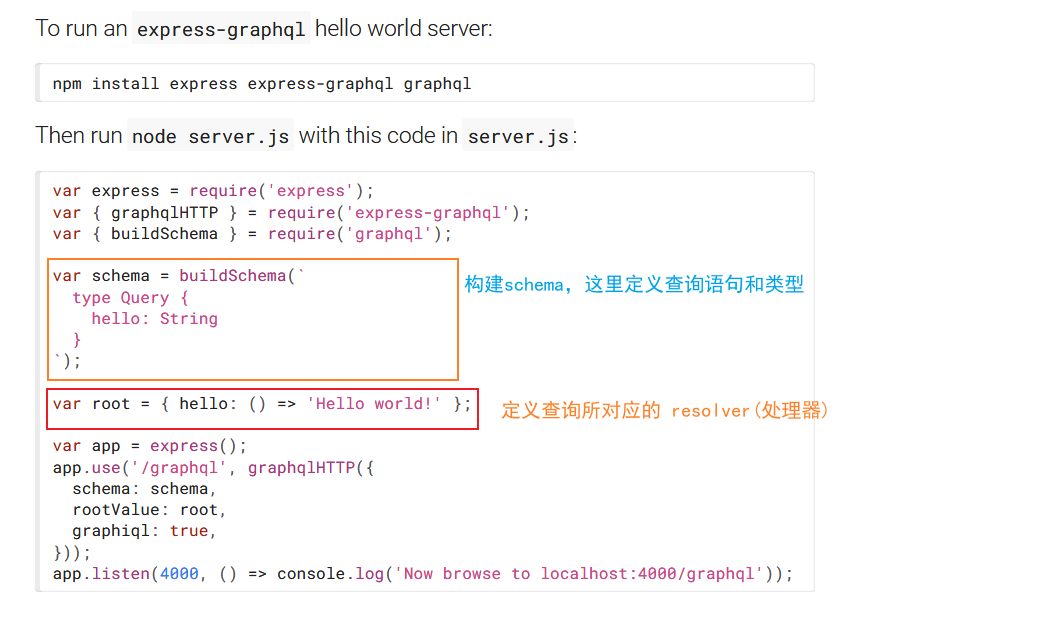 To run an express-graphql hello world server:
npm install express express-graphql graphql
Then run node server.js with this code in server.js:
var express = require('express');
var { graphqlHTTP } = require('express-graphql');
var { buildSchema } = require('graphql');
var schema = buildSchema(`
  type Query {
    hello: String
  }
`);
构建schema，这里定义查询语句和类型
var root = { hello: () => 'Hello world!' };
定义查询所对应的 resolver(处理器)
var app = express();
app.use('/graphql', graphqlHTTP({
  schema: schema,
  rootValue: root,
  graphiql: true,
}));
app.listen(4000, () => console.log('Now browse to localhost:4000/graphql'));